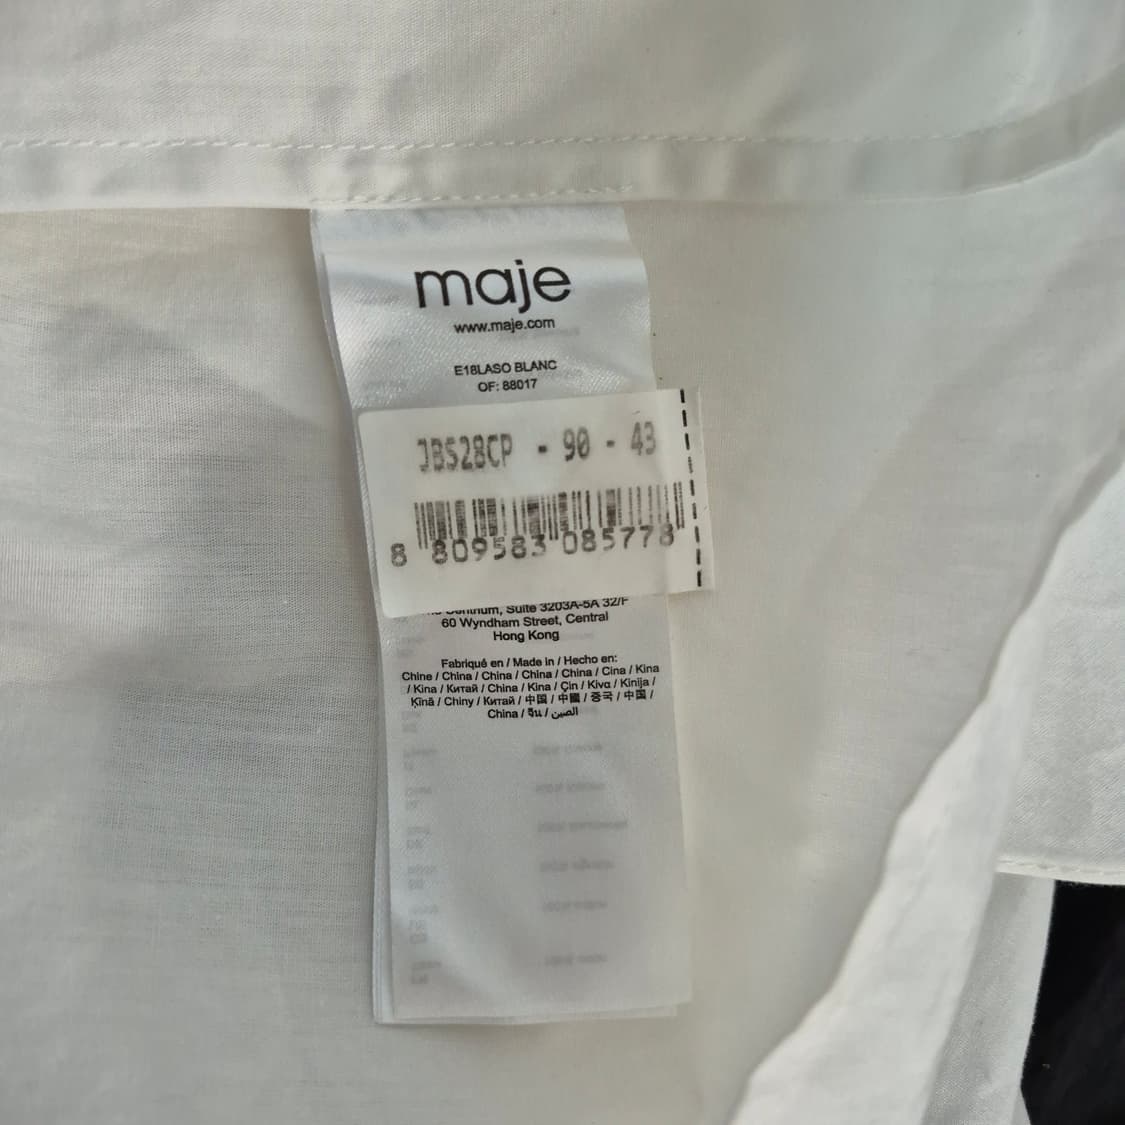 maje
www.maje.com
E18LASO BLANC
OF: 88017
JBS28CP - 90 - 43
8 809583 085778
Centrium, Suite 3203A-5A 32/F
60 Wyndham Street, Central
Hong Kong
Fabriqué en / Made in / Hecho en:
Chine / China / China / China / China / Cina / Kina
/ Kina / Китай / China / Kina / Çin / Κίνα / Kinija /
Ķīnā / Chiny / Китай / 中国 / 中國 / 중국 / 中国 /
China / จีน / الصين